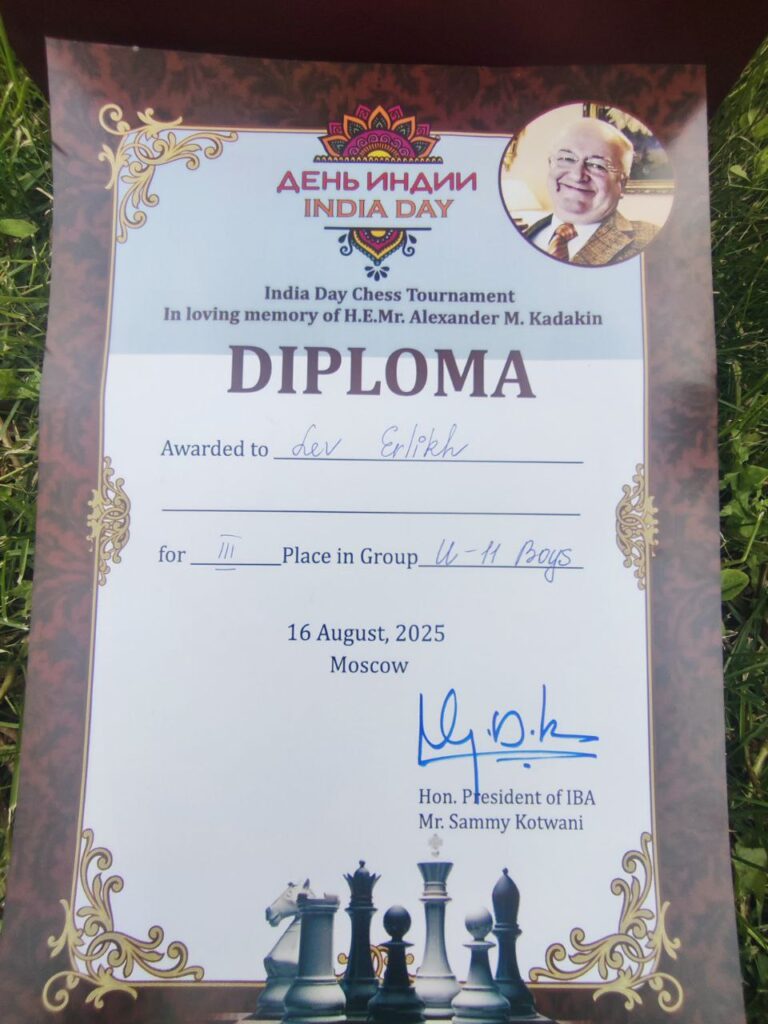 ДЕНЬ ИНДИИ
INDIA DAY
India Day Chess Tournament
In loving memory of H.E.Mr. Alexander M. Kadakin
DIPLOMA
Awarded to Lev Erlikh
for III Place in Group U-11 Boys
16 August, 2025
Moscow
Hon. President of IBA
Mr. Sammy Kotwani